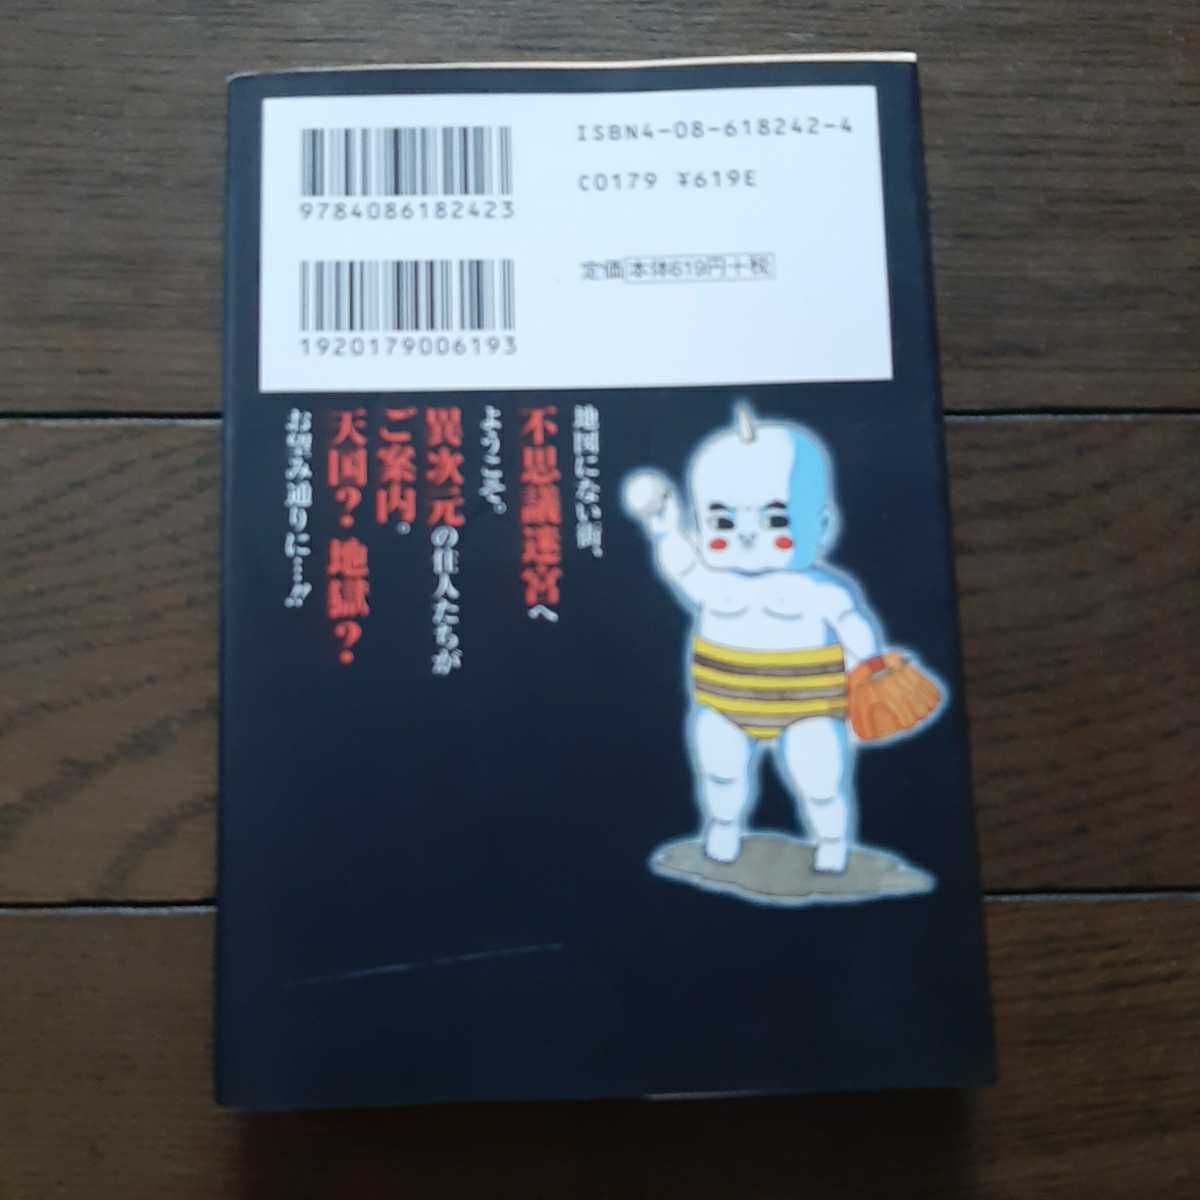 ISBN4-08-618242-4
C0179 ¥619E
9784086182423
定価本体619円+税
1920179006193
地図にない街、
不思議迷宮へ
ようこそ。
異次元の住人たちが
ご案内。
天国?地獄?
お望み通りに…!!